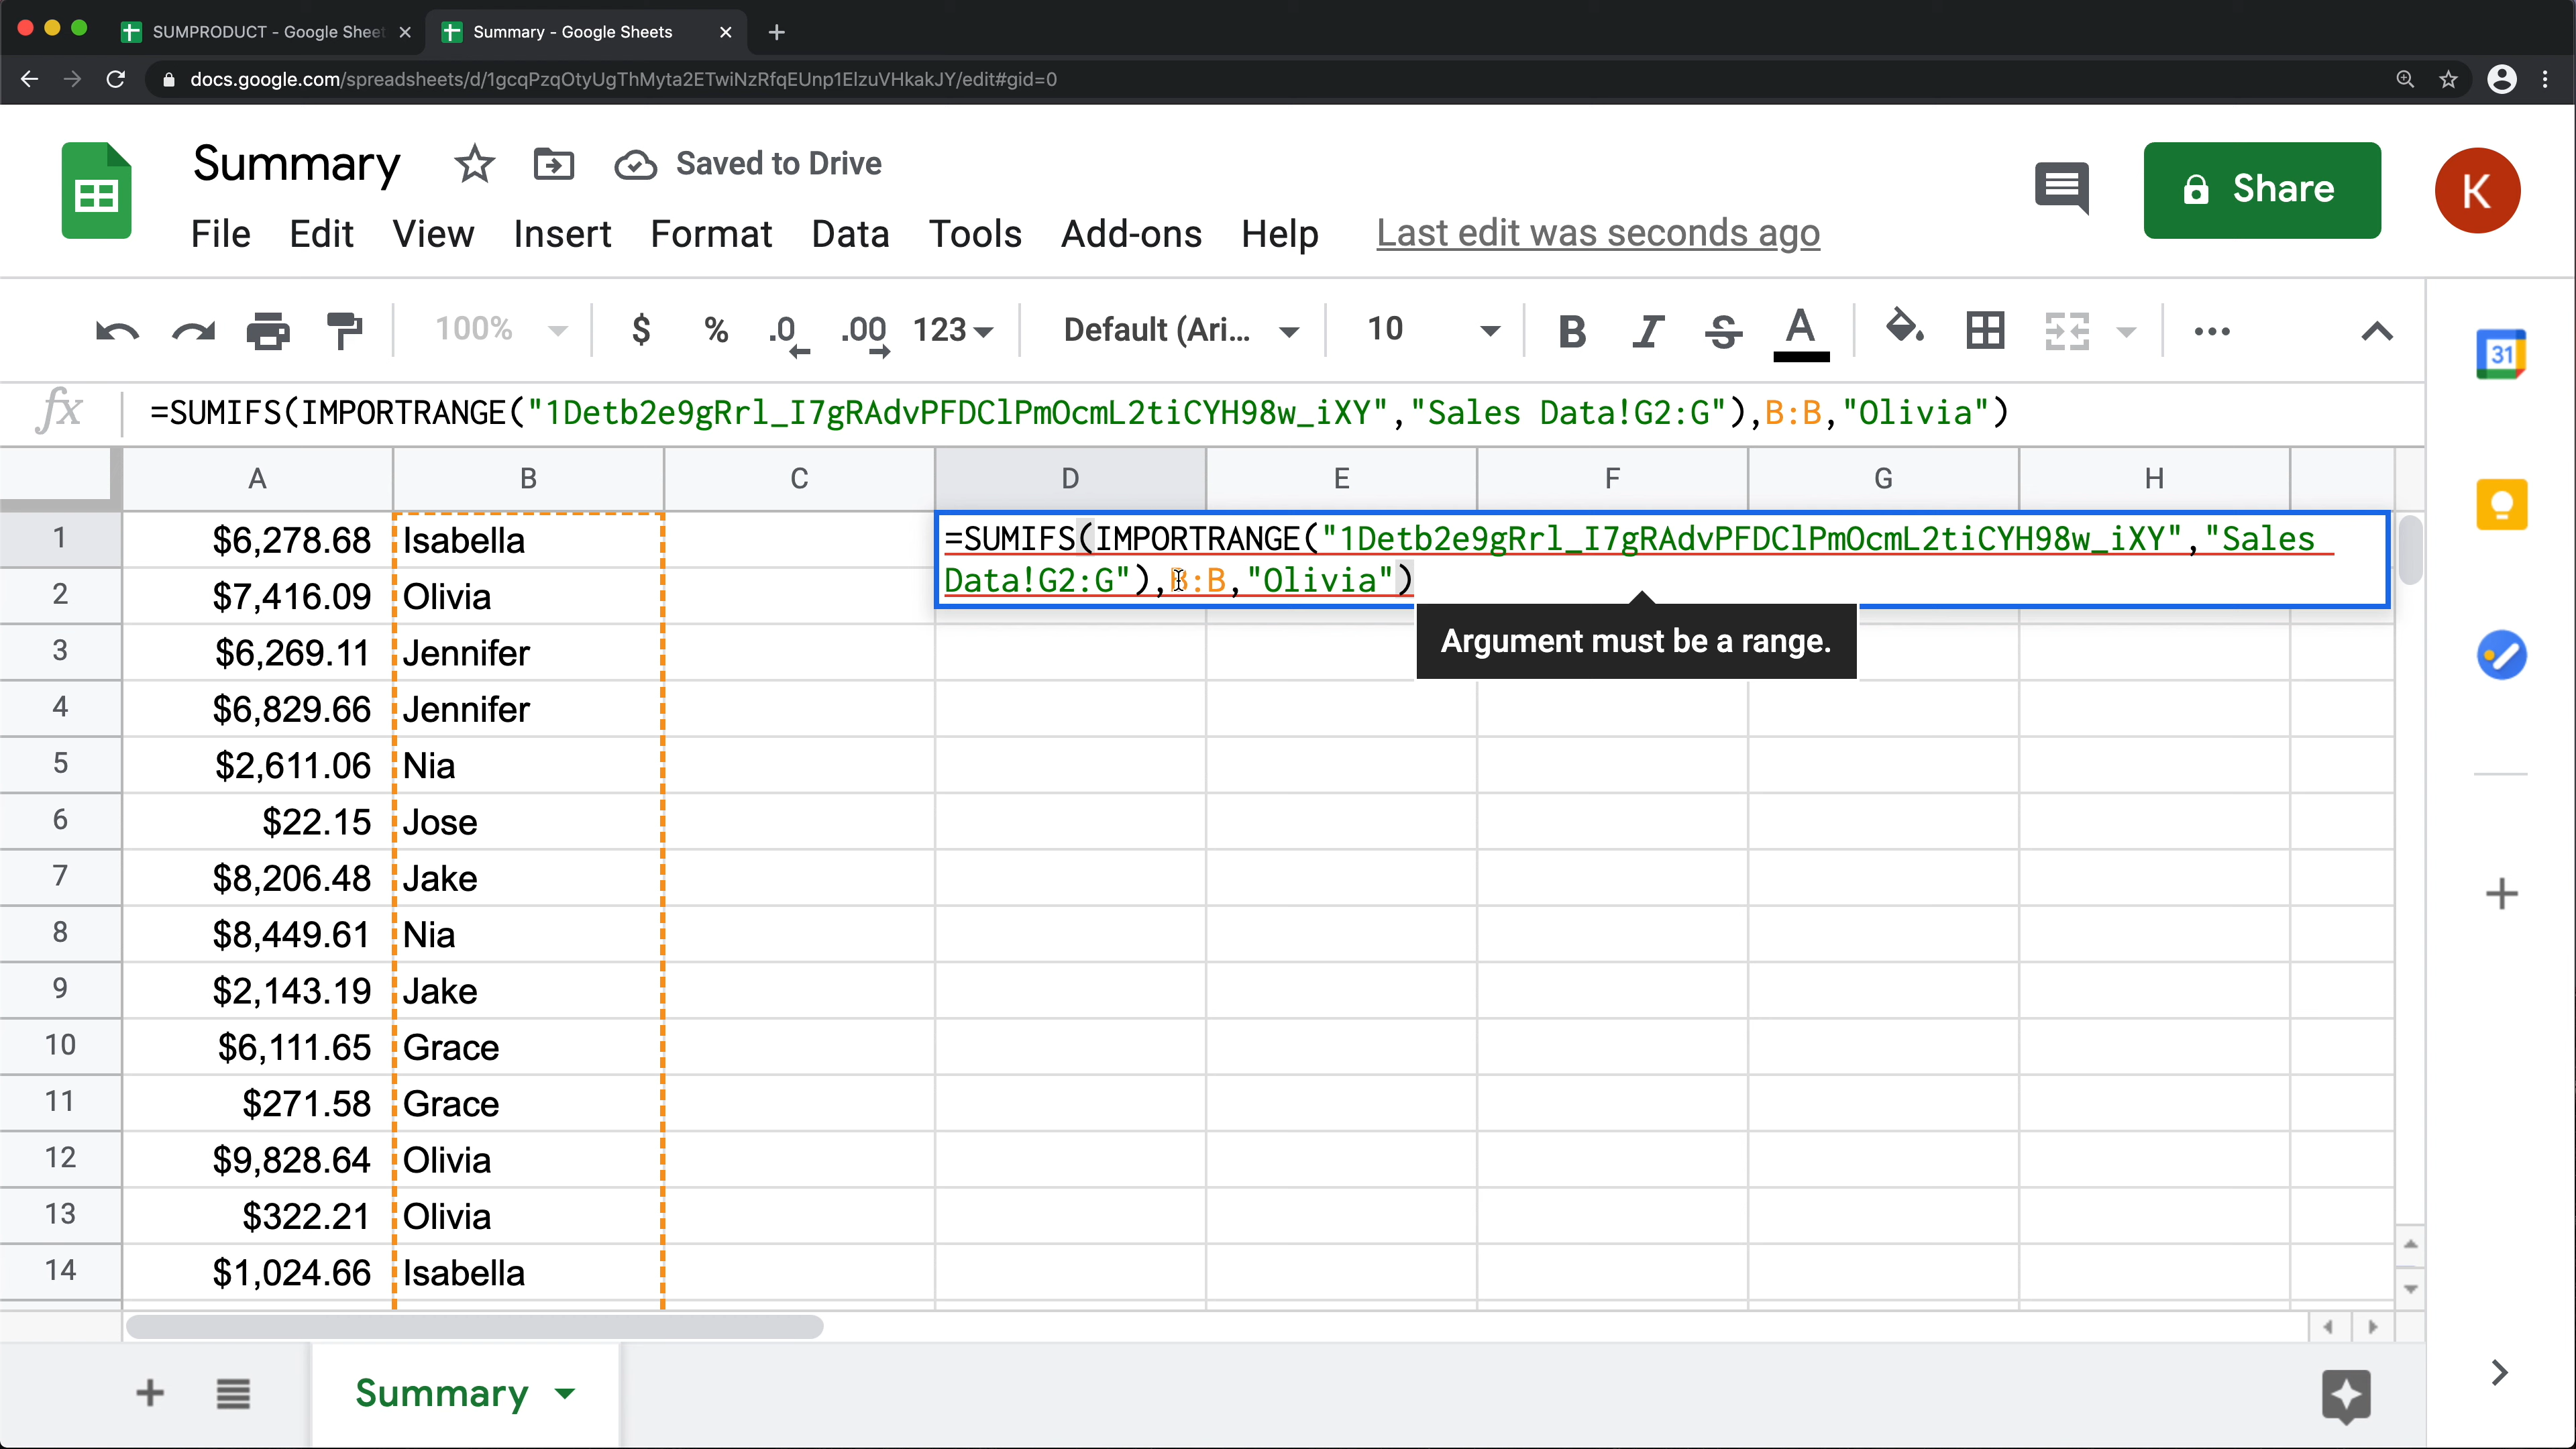 SUMPRODUCT - Google Sheet
Summary - Google Sheets
docs.google.com/spreadsheets/d/1gcqPzqOtyUgThMyta2ETwiNzRfqEUnp1ElzuVHkakJY/edit#gid=0
Summary
Saved to Drive
Share
K
File Edit View Insert Format Data Tools Add-ons Help Last edit was seconds ago
100% $ % .0 .00 123 Default (Ari... 10 B I S A
31
fx =SUMIFS(IMPORTRANGE("1Detb2e9gRrl_I7gRAdvPFDClPmOcmL2tiCYH98w_iXY","Sales Data!G2:G"),B:B,"Olivia")
A B C D E F G H
1 $6,278.68 Isabella =SUMIFS(IMPORTRANGE("1Detb2e9gRrl_I7gRAdvPFDClPmOcmL2tiCYH98w_iXY","Sales
2 $7,416.09 Olivia Data!G2:G"),B:B,"Olivia")
Argument must be a range.
3 $6,269.11 Jennifer
4 $6,829.66 Jennifer
5 $2,611.06 Nia
6 $22.15 Jose
7 $8,206.48 Jake
8 $8,449.61 Nia
9 $2,143.19 Jake
10 $6,111.65 Grace
11 $271.58 Grace
12 $9,828.64 Olivia
13 $322.21 Olivia
14 $1,024.66 Isabella
Summary